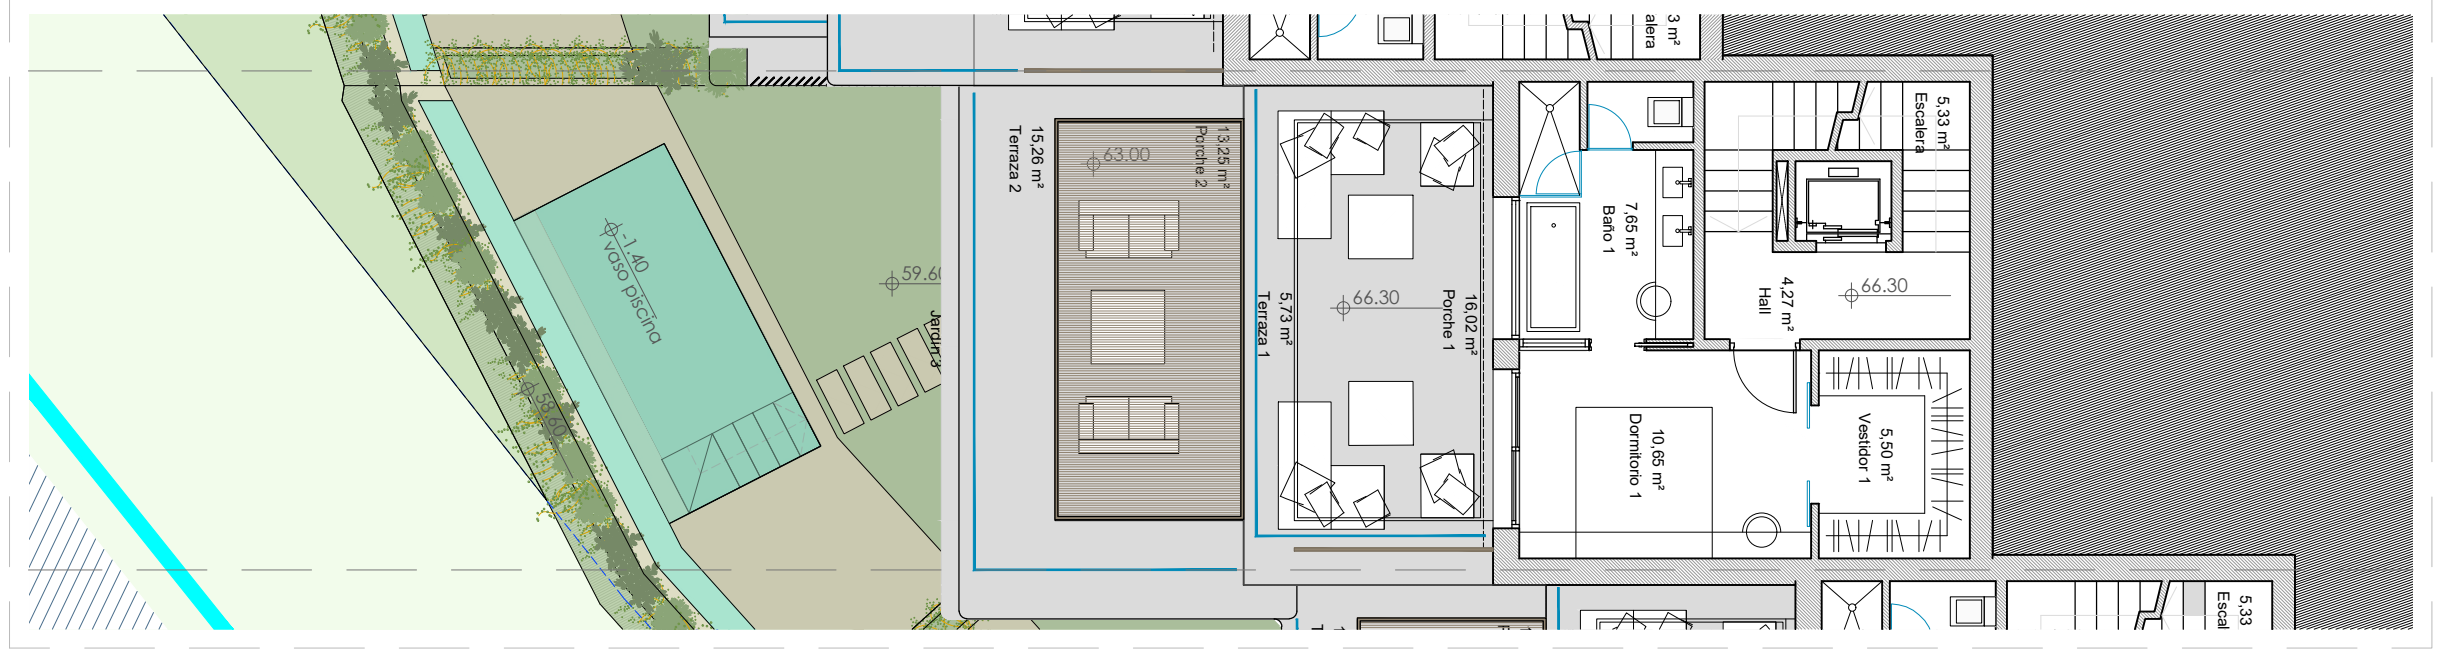 3 m²
alera
5,33 m²
Escalera
13,25 m²
Porche 2
63.00
15,26 m²
Terraza 2
7,65 m²
Baño 1
-1.40
vaso piscina
59.60
4,27 m²
Hall
66.30
16,02 m²
Porche 1
66.30
5,73 m²
Terraza 1
Jardín 3
58.60
10,65 m²
Dormitorio 1
5,50 m²
Vestidor 1
5,33
Escal